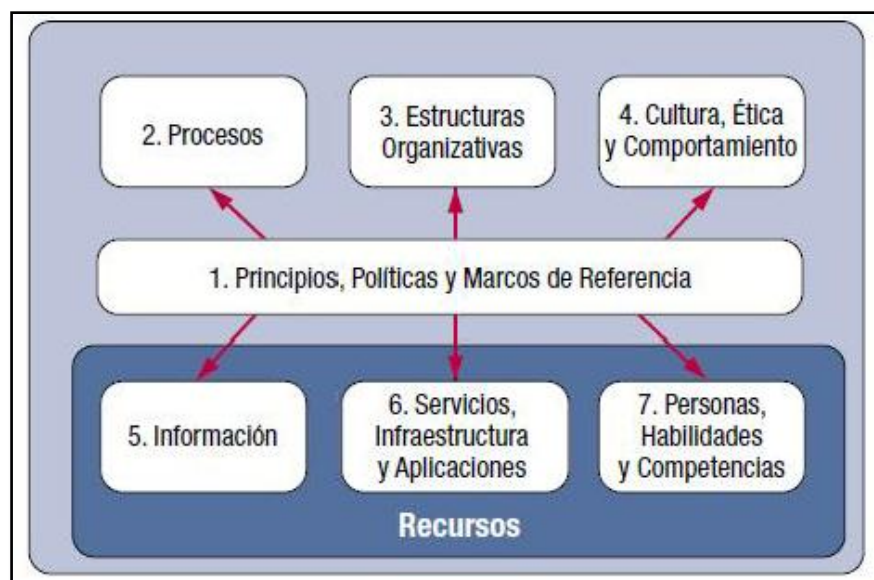 2. Procesos
3. Estructuras
Organizativas
4. Cultura, Ética
y Comportamiento
1. Principios, Políticas y Marcos de Referencia
5. Información
6. Servicios,
Infraestructura
y Aplicaciones
7. Personas,
Habilidades
y Competencias
Recursos